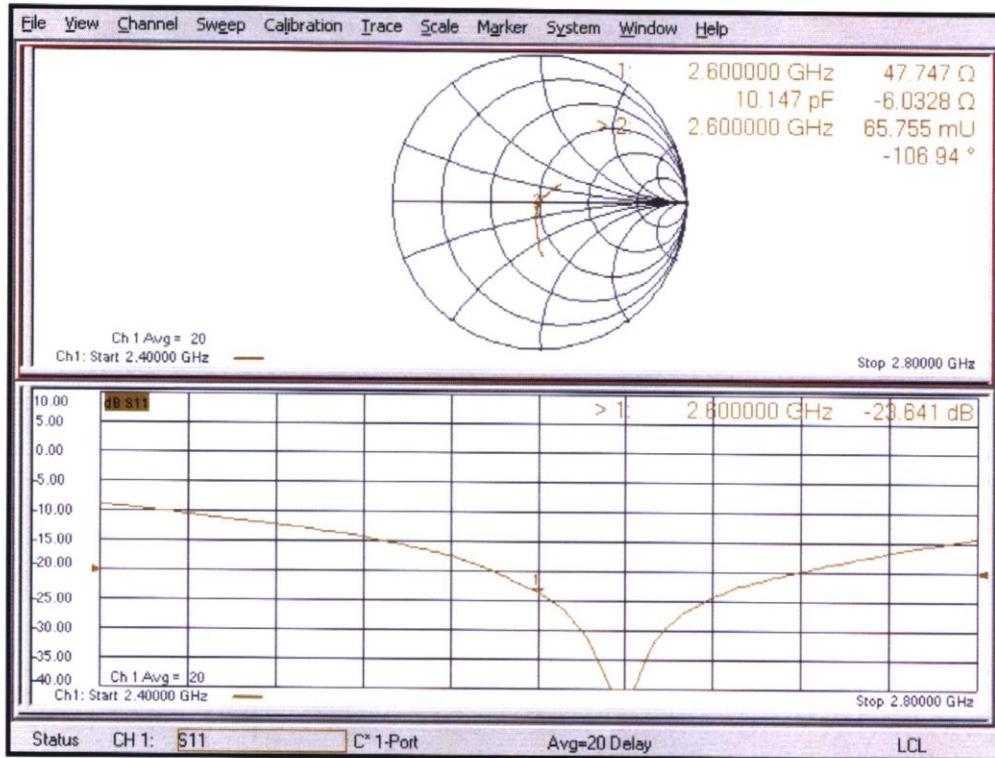 File View Channel Sweep Calibration Trace Scale Marker System Window Help
1: 2.600000 GHz 47.747 Ω
10.147 pF -6.0328 Ω
> 2: 2.600000 GHz 65.755 mU
-106.94 °
Ch 1 Avg = 20
Ch1: Start 2.40000 GHz
Stop 2.80000 GHz
10.00
dB S11
> 1: 2.600000 GHz -23.641 dB
5.00
0.00
-5.00
-10.00
-15.00
-20.00
1
-25.00
-30.00
-35.00
-40.00
Ch 1 Avg = 20
Ch1: Start 2.40000 GHz
Stop 2.80000 GHz
Status CH 1: S11 C* 1-Port Avg=20 Delay LCL